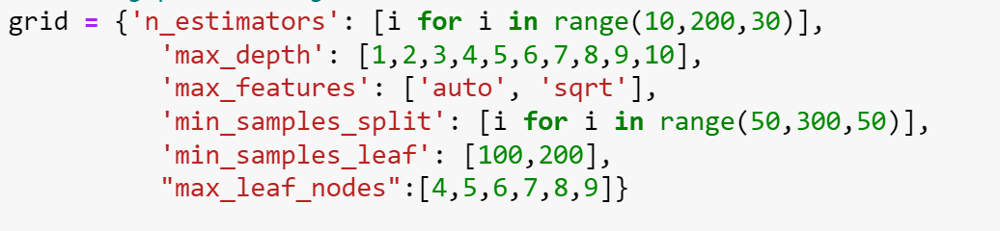 grid = {'n_estimators': [i for i in range(10,200,30)],
'max_depth': [1,2,3,4,5,6,7,8,9,10],
'max_features': ['auto', 'sqrt'],
'min_samples_split': [i for i in range(50,300,50)],
'min_samples_leaf': [100,200],
"max_leaf_nodes":[4,5,6,7,8,9]}